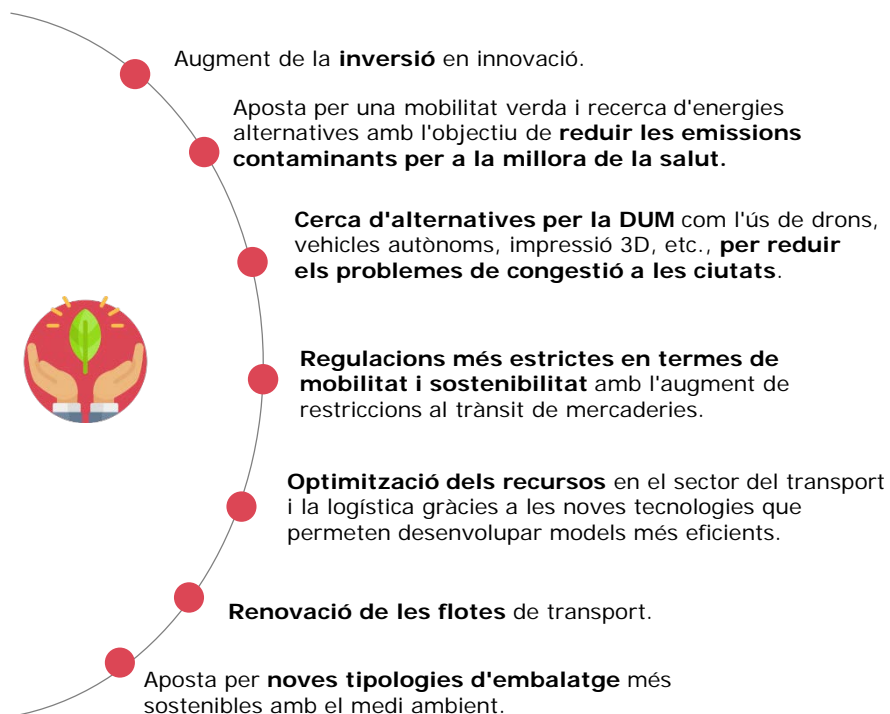 Augment de la inversió en innovació.
Aposta per una mobilitat verda i recerca d'energies
alternatives amb l'objectiu de reduir les emissions
contaminants per a la millora de la salut.
Cerca d'alternatives per la DUM com l'ús de drons,
vehicles autònoms, impressió 3D, etc., per reduir
els problemes de congestió a les ciutats.
Regulacions més estrictes en termes de
mobilitat i sostenibilitat amb l'augment de
restriccions al trànsit de mercaderies.
Optimització dels recursos en el sector del transport
i la logística gràcies a les noves tecnologies que
permeten desenvolupar models més eficients.
Renovació de les flotes de transport.
Aposta per noves tipologies d'embalatge més
sostenibles amb el medi ambient.